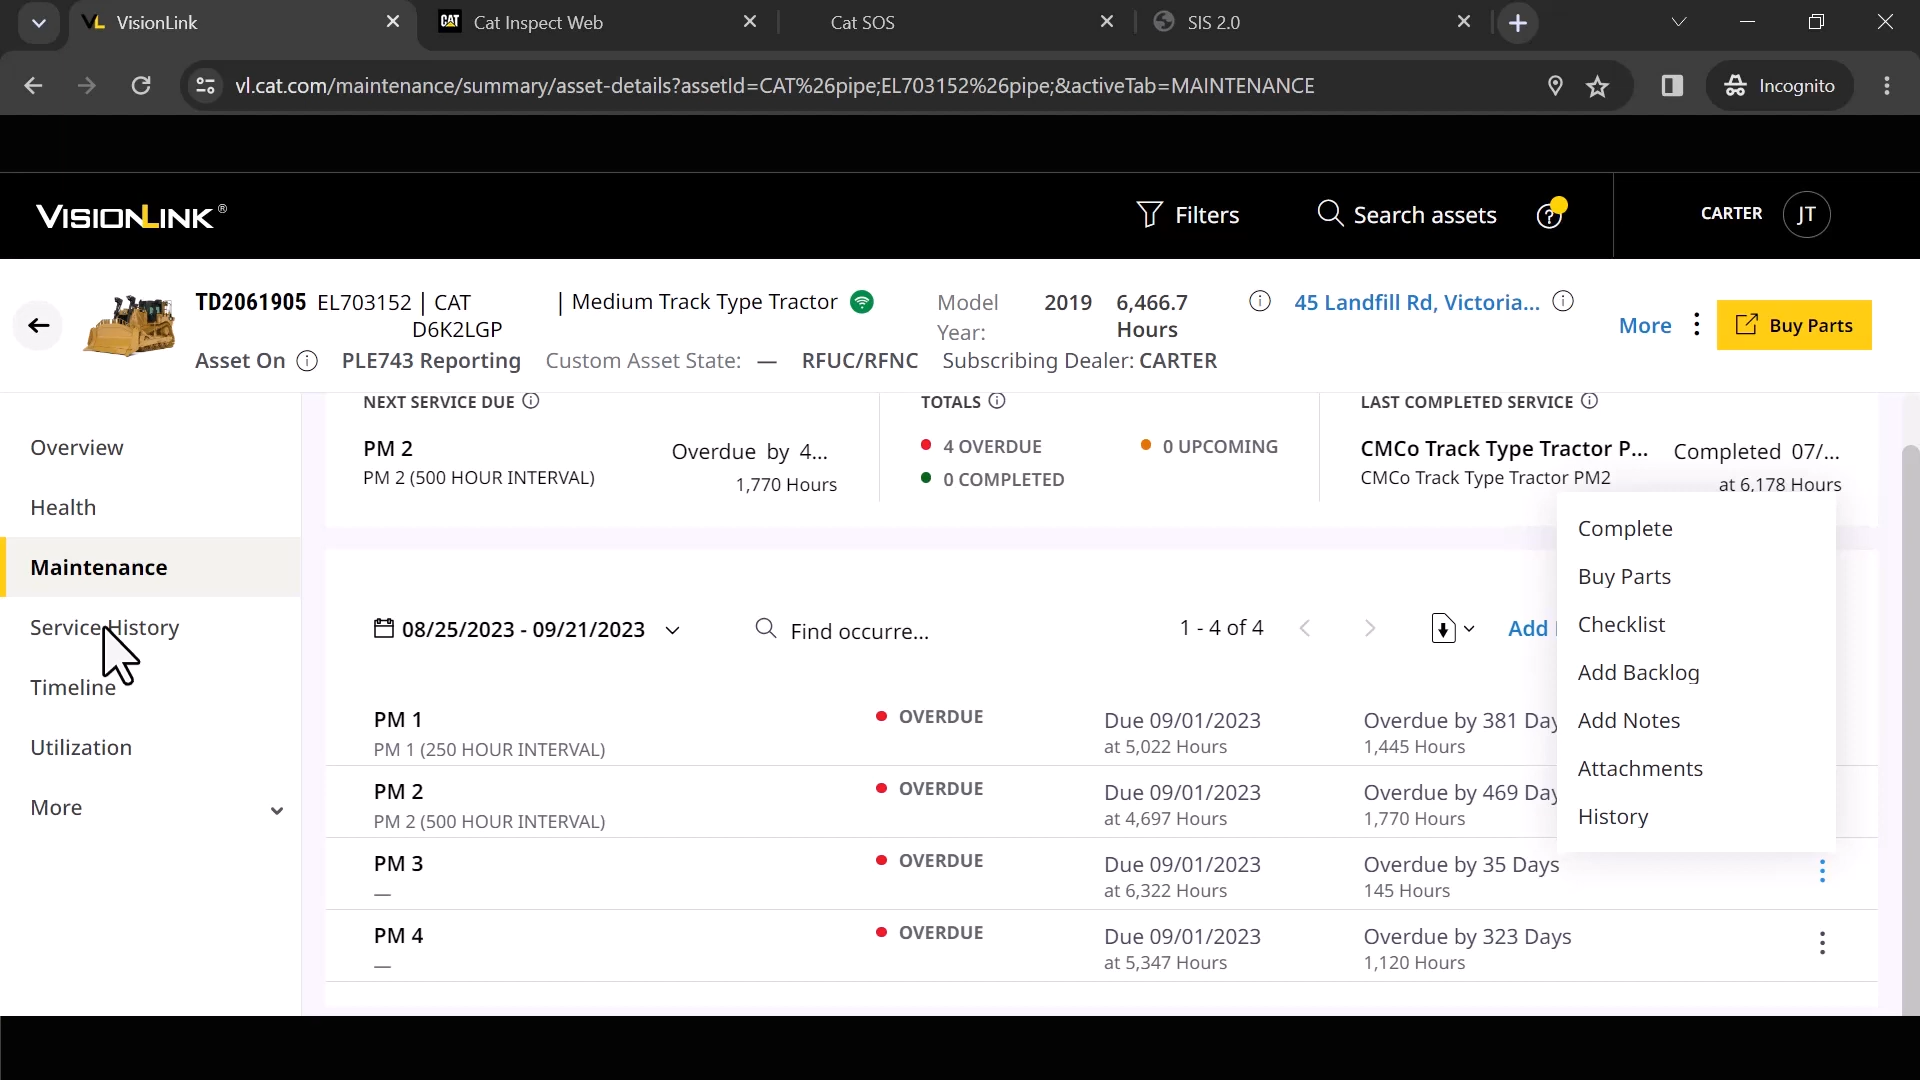 VisionLink
CAT Cat Inspect Web
Cat SOS
SIS 2.0
vl.cat.com/maintenance/summary/asset-details?assetId=CAT%26pipe;EL703152%26pipe;&activeTab=MAINTENANCE
Incognito
VISIONLINK®
Filters
Search assets
CARTER
JT
TD2061905 EL703152 | CAT D6K2LGP | Medium Track Type Tractor
Model Year: 2019
6,466.7 Hours
45 Landfill Rd, Victoria...
More
Buy Parts
Asset On
PLE743 Reporting
Custom Asset State: —
RFUC/RFNC
Subscribing Dealer: CARTER
Overview
Health
Maintenance
Service History
Timeline
Utilization
More
NEXT SERVICE DUE
PM 2
PM 2 (500 HOUR INTERVAL)
Overdue by 4...
1,770 Hours
TOTALS
4 OVERDUE
0 UPCOMING
0 COMPLETED
LAST COMPLETED SERVICE
CMCo Track Type Tractor P...
CMCo Track Type Tractor PM2
Completed 07/...
at 6,178 Hours
08/25/2023 - 09/21/2023
Find occurre...
1 - 4 of 4
Add
Complete
Buy Parts
Checklist
Add Backlog
Add Notes
Attachments
History
PM 1
PM 1 (250 HOUR INTERVAL)
OVERDUE
Due 09/01/2023
at 5,022 Hours
Overdue by 381 Day
1,445 Hours
PM 2
PM 2 (500 HOUR INTERVAL)
OVERDUE
Due 09/01/2023
at 4,697 Hours
Overdue by 469 Day
1,770 Hours
PM 3
—
OVERDUE
Due 09/01/2023
at 6,322 Hours
Overdue by 35 Days
145 Hours
PM 4
—
OVERDUE
Due 09/01/2023
at 5,347 Hours
Overdue by 323 Days
1,120 Hours